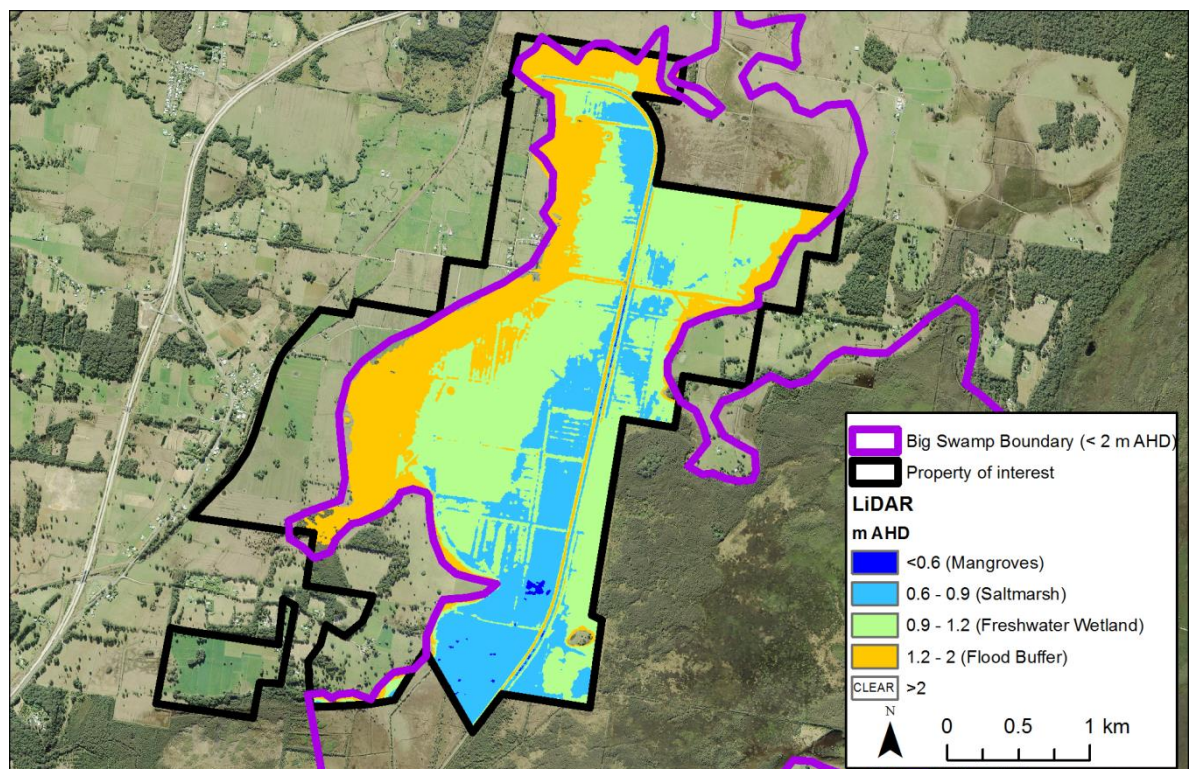 Big Swamp Boundary (< 2 m AHD)
Property of interest
LiDAR
m AHD
<0.6 (Mangroves)
0.6 - 0.9 (Saltmarsh)
0.9 - 1.2 (Freshwater Wetland)
1.2 - 2 (Flood Buffer)
CLEAR >2
N
0 0.5 1 km